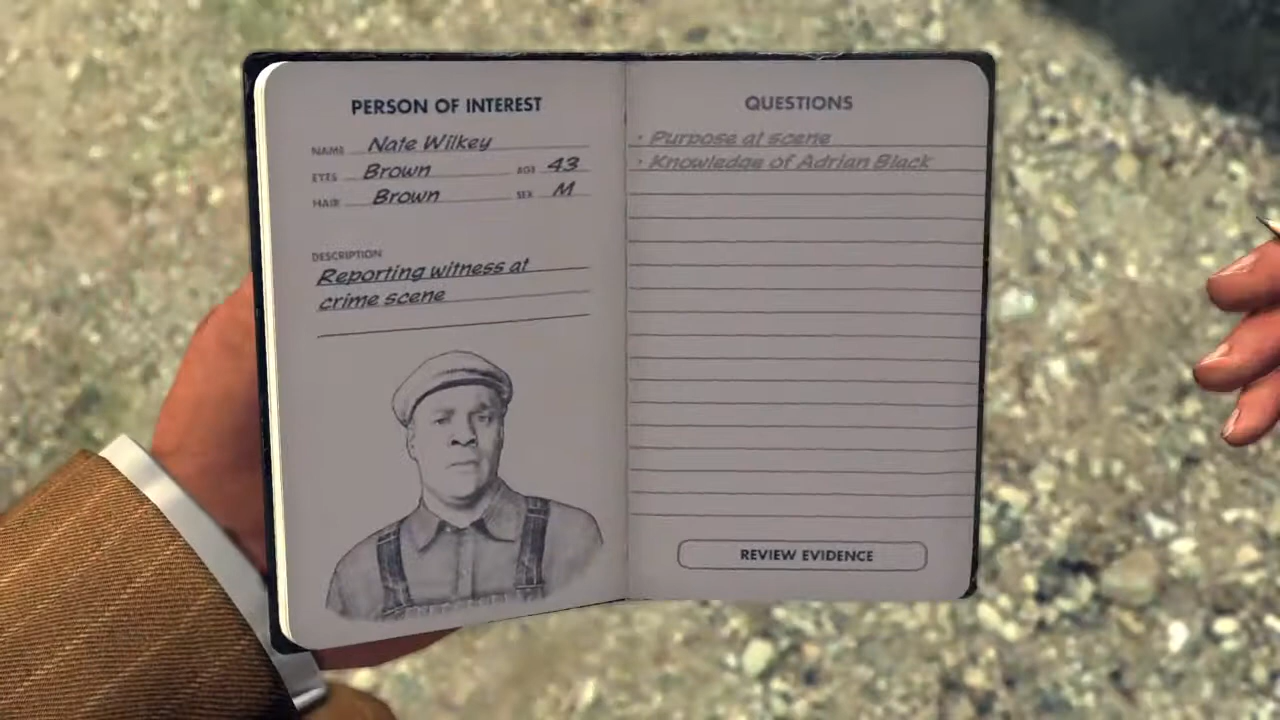 PERSON OF INTEREST
NAME Nate Wilkey
EYES Brown AGE 43
HAIR Brown SEX M
DESCRIPTION
Reporting witness at
crime scene
QUESTIONS
· Purpose at scene
· Knowledge of Adrian Black
REVIEW EVIDENCE